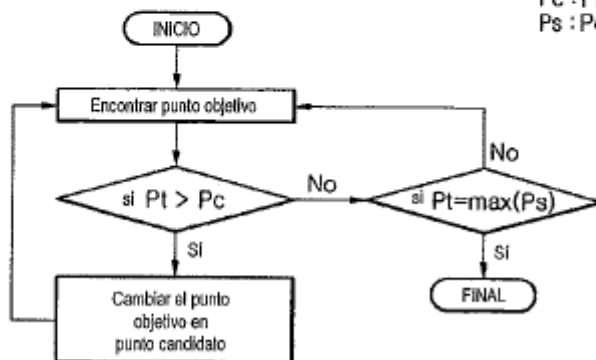 Ps :
INICIO
Encontrar punto objetivo
si Pt > Pc
No
No
si Pt=max(Ps)
Sí
Sí
Cambiar el punto
objetivo en
punto candidato
FINAL